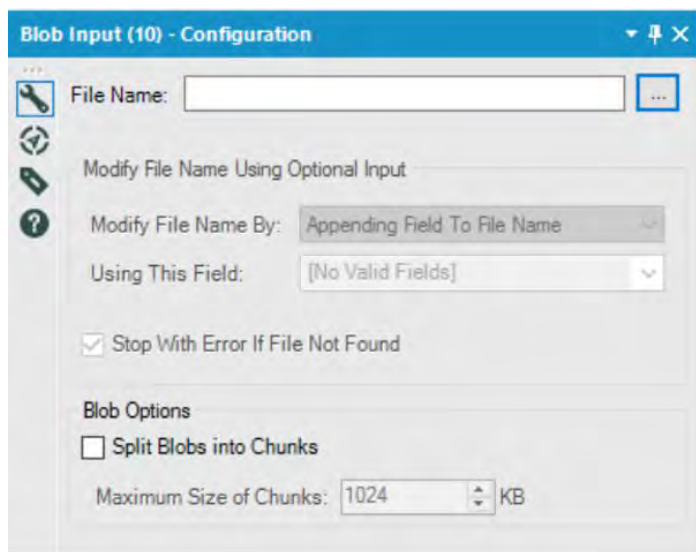 Blob Input (10) - Configuration
File Name:
...
Modify File Name Using Optional Input
Modify File Name By: Appending Field To File Name
Using This Field: [No Valid Fields]
Stop With Error If File Not Found
Blob Options
Split Blobs into Chunks
Maximum Size of Chunks: 1024 KB